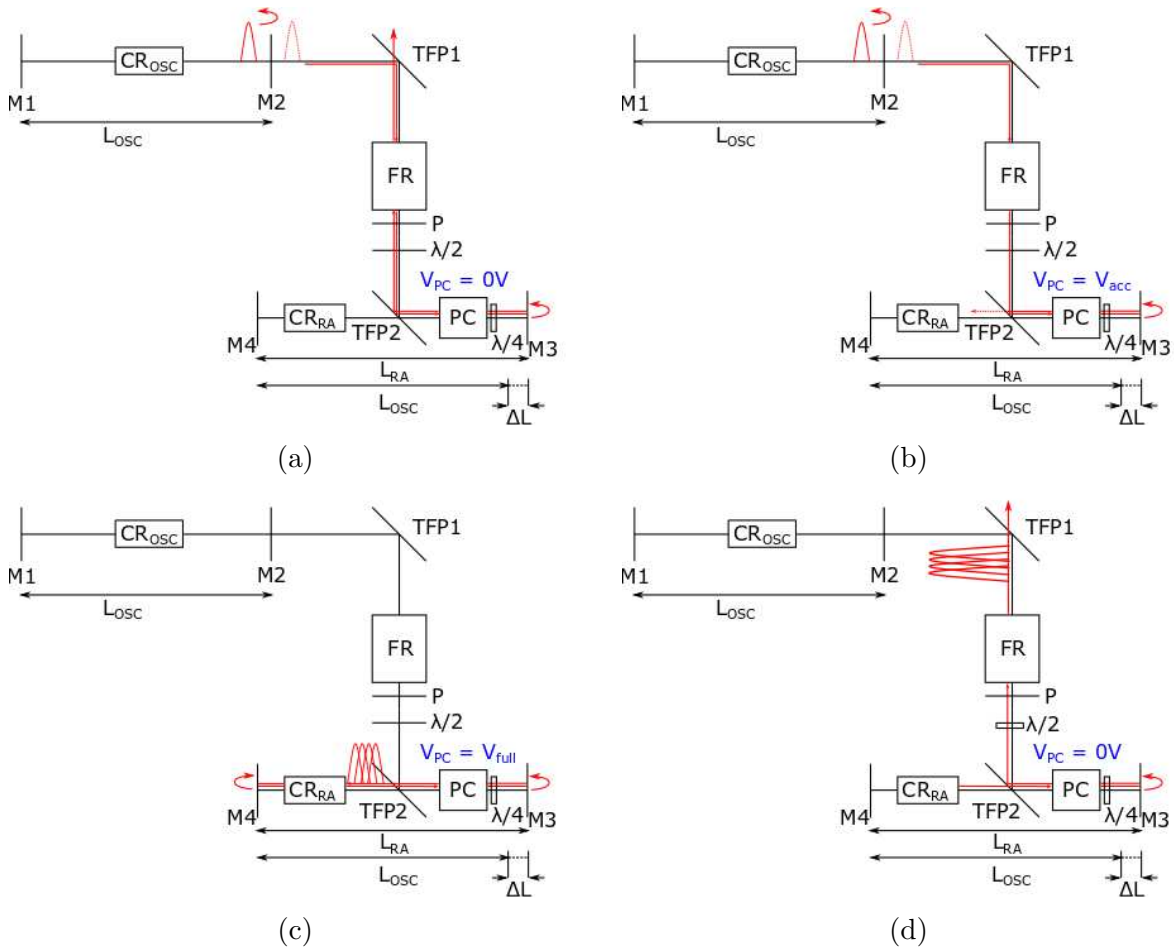 TFP1
CR_OSC
M1
M2
L_OSC
FR
P
λ/2
V_PC = 0V
CR_RA
TFP2
PC
λ/4
M4
M3
L_RA
L_OSC
ΔL
(a)
TFP1
CR_OSC
M1
M2
L_OSC
FR
P
λ/2
V_PC = V_acc
CR_RA
TFP2
PC
λ/4
M4
M3
L_RA
L_OSC
ΔL
(b)
TFP1
CR_OSC
M1
M2
L_OSC
FR
P
λ/2
V_PC = V_full
CR_RA
TFP2
PC
λ/4
M4
M3
L_RA
L_OSC
ΔL
(c)
TFP1
CR_OSC
M1
M2
L_OSC
FR
P
λ/2
V_PC = 0V
CR_RA
TFP2
PC
λ/4
M4
M3
L_RA
L_OSC
ΔL
(d)